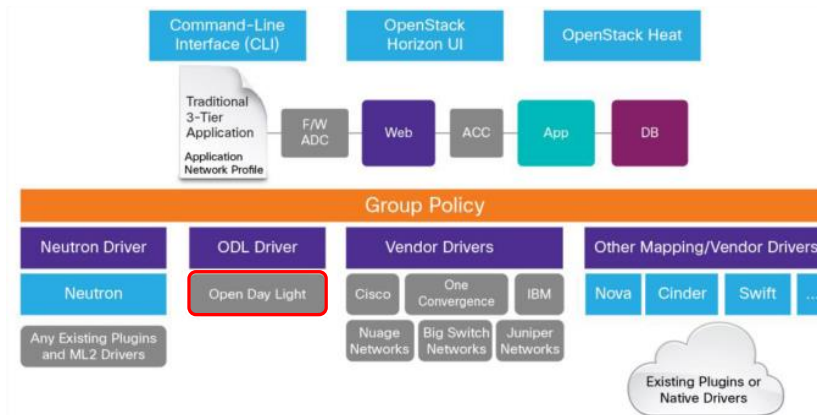 Command-Line
Interface (CLI)
OpenStack
Horizon UI
OpenStack Heat
Traditional
3-Tier
Application
Application
Network Profile
F/W
ADC
Web
ACC
App
DB
Group Policy
Neutron Driver
ODL Driver
Vendor Drivers
Other Mapping/Vendor Drivers
Neutron
Open Day Light
Cisco
One
Convergence
IBM
Nova
Cinder
Swift
...
Any Existing Plugins
and ML2 Drivers
Nuage
Networks
Big Switch
Networks
Juniper
Networks
Existing Plugins or
Native Drivers